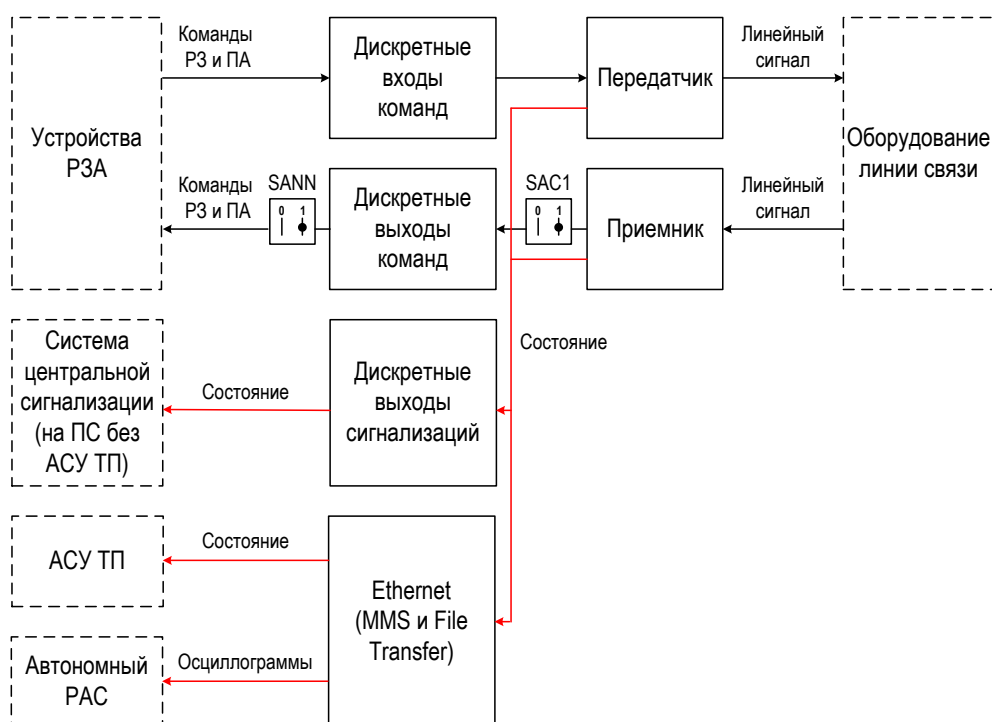 Устройства
РЗА
Команды
РЗ и ПА
Дискретные
входы
команд
Передатчик
Линейный
сигнал
Оборудование
линии связи
Команды
РЗ и ПА
SANN
0 1
Дискретные
выходы
команд
SAC1
0 1
Приемник
Линейный
сигнал
Система
центральной
сигнализации
(на ПС без
АСУ ТП)
Состояние
Дискретные
выходы
сигнализаций
Состояние
АСУ ТП
Состояние
Ethernet
(MMS и File
Transfer)
Автономный
РАС
Осциллограммы